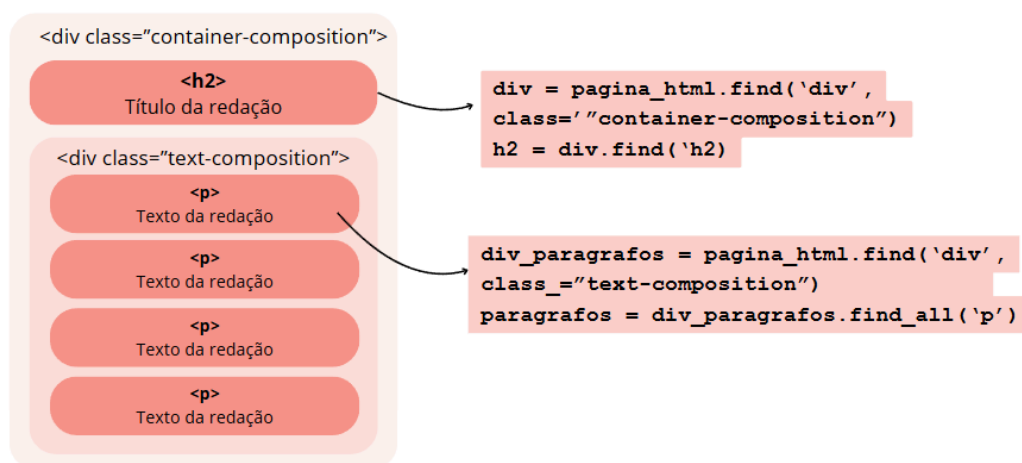 <div class=”container-composition”>
<h2>
Título da redação
<div class=”text-composition”>
<p>
Texto da redação
<p>
Texto da redação
<p>
Texto da redação
<p>
Texto da redação
div = pagina_html.find(‘div’,
class=’”container-composition”)
h2 = div.find(‘h2)
div_paragrafos = pagina_html.find(‘div’,
class_=”text-composition”)
paragrafos = div_paragrafos.find_all(‘p’)